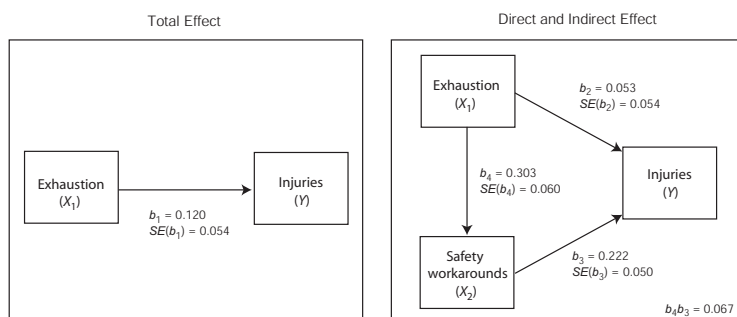 Total Effect
Exhaustion
(X₁)
Injuries
(Y)
b₁ = 0.120
SE(b₁) = 0.054
Direct and Indirect Effect
Exhaustion
(X₁)
b₂ = 0.053
SE(b₂) = 0.054
b₄ = 0.303
SE(b₄) = 0.060
Injuries
(Y)
Safety
workarounds
(X₂)
b₃ = 0.222
SE(b₃) = 0.050
b₄b₃ = 0.067